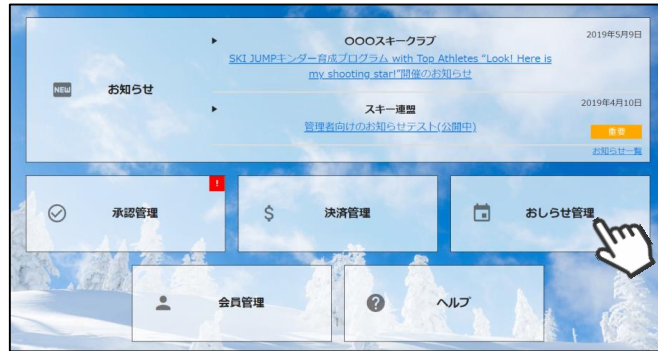 2019年5月9日
〇〇〇スキークラブ
SKI JUMPキンダー育成プログラム with Top Athletes “Look! Here is
my shooting star!”開催のお知らせ
NEW
お知らせ
2019年4月10日
スキー連盟
管理者向けのお知らせテスト(公開中)
重要
お知らせ一覧
!
承認管理
$
決済管理
おしらせ管理
会員管理
?
ヘルプ